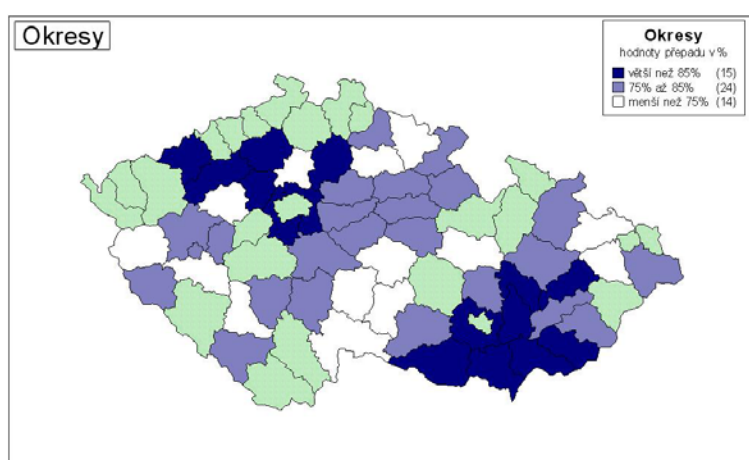 Okresy
Okresy
hodnoty přepadu v %
větší než 85% (15)
75% až 85% (24)
menší než 75% (14)